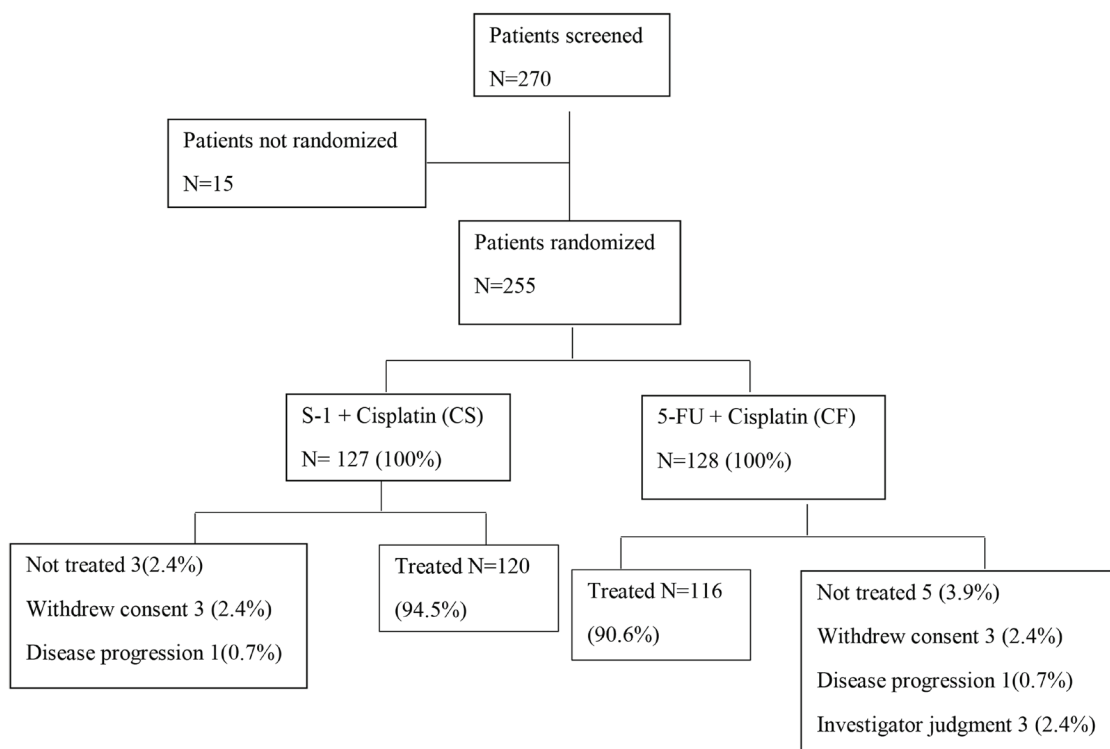 Patients screened
N=270
Patients not randomized
N=15
Patients randomized
N=255
S-1 + Cisplatin (CS)
N= 127 (100%)
5-FU + Cisplatin (CF)
N=128 (100%)
Not treated 3(2.4%)
Withdrew consent 3 (2.4%)
Disease progression 1(0.7%)
Treated N=120
(94.5%)
Treated N=116
(90.6%)
Not treated 5 (3.9%)
Withdrew consent 3 (2.4%)
Disease progression 1(0.7%)
Investigator judgment 3 (2.4%)